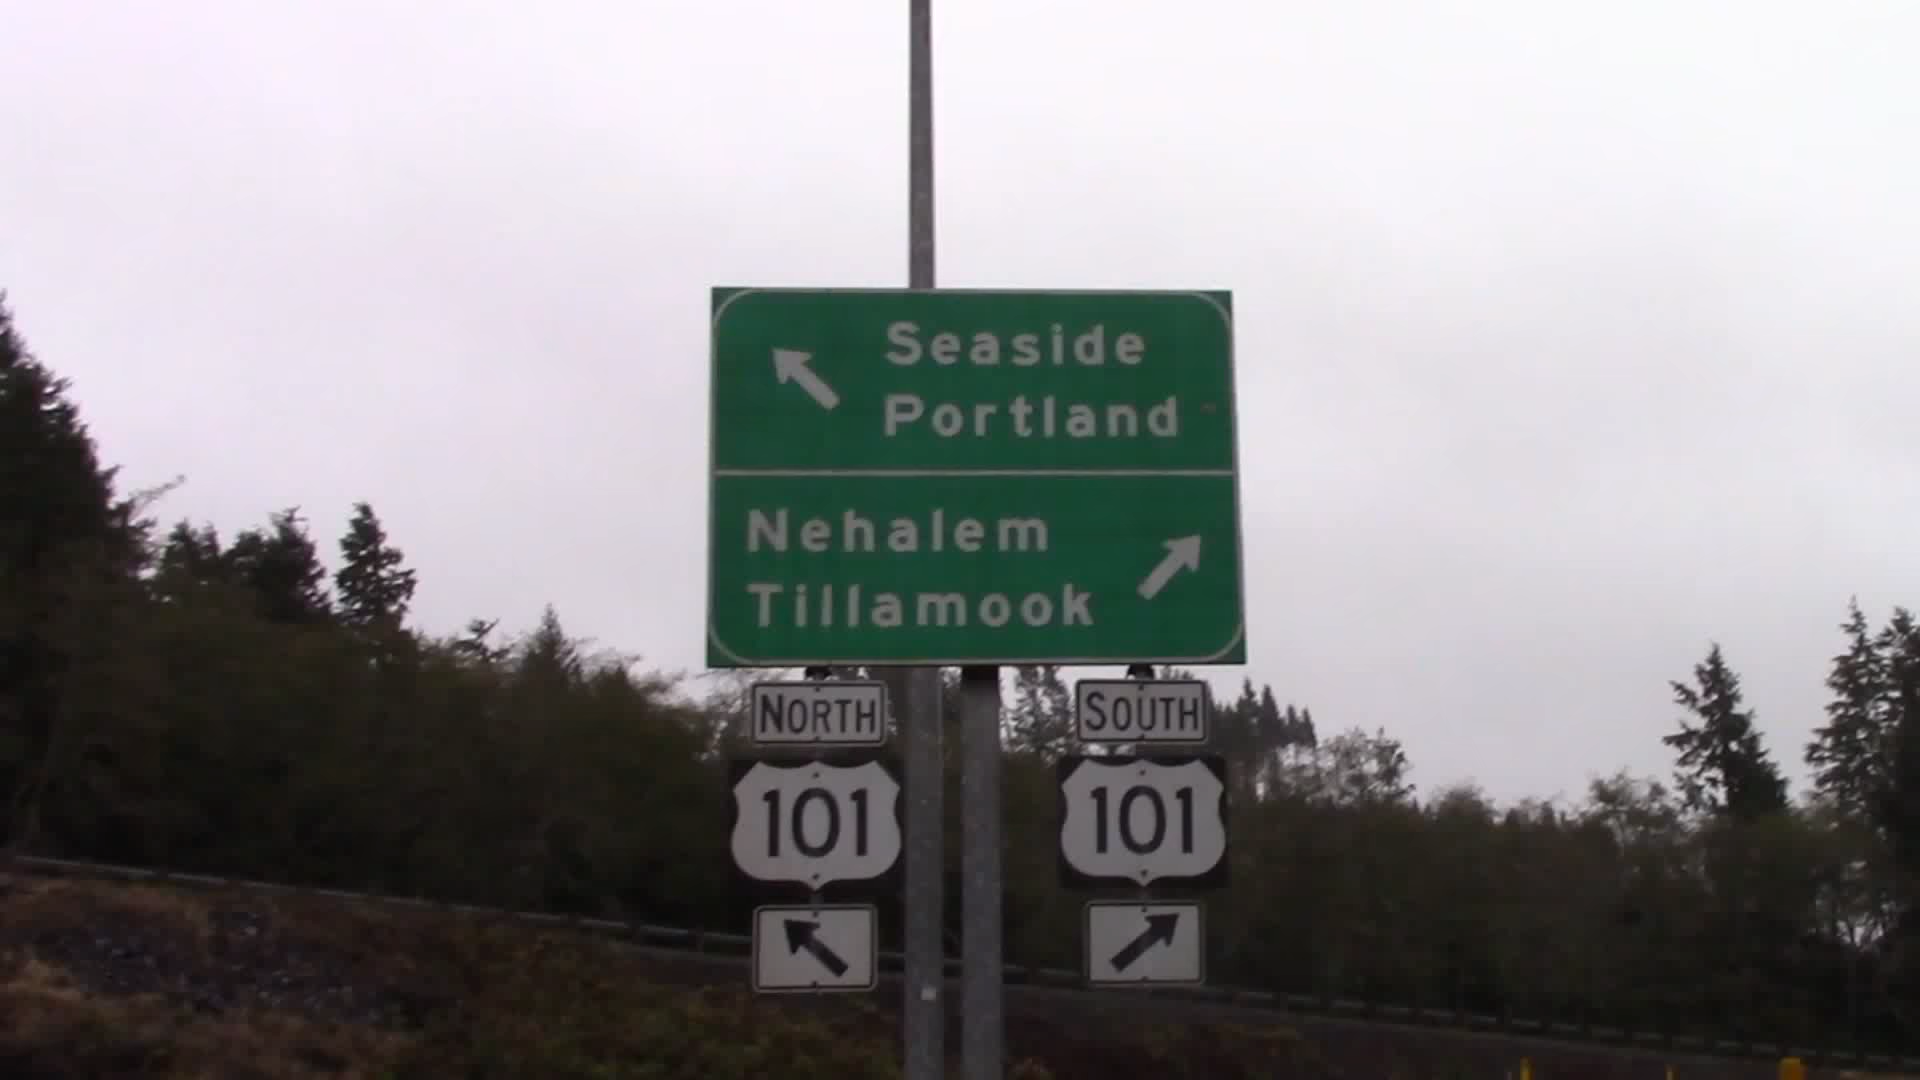 Seaside
Portland
Nehalem
Tillamook
NORTH
101
SOUTH
101